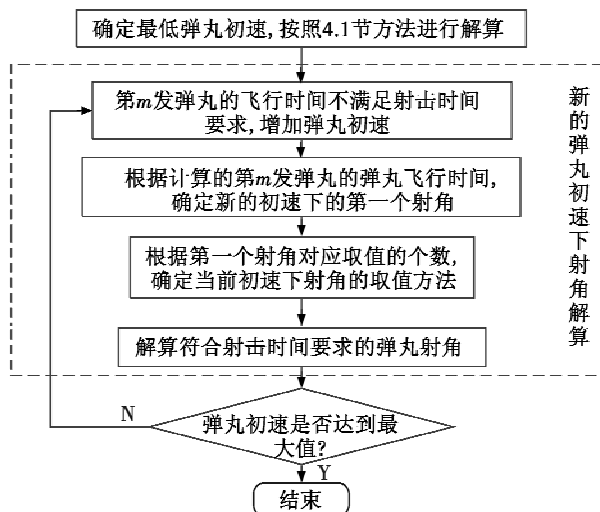 确定最低弹丸初速,按照4.1节方法进行解算
第m发弹丸的飞行时间不满足射击时间
要求,增加弹丸初速
根据计算的第m发弹丸的弹丸飞行时间,
确定新的初速下的第一个射角
根据第一个射角对应取值的个数,
确定当前初速下射角的取值方法
解算符合射击时间要求的弹丸射角
新的弹丸初速下射角解算
弹丸初速是否达到最
大值?
N
Y
结束